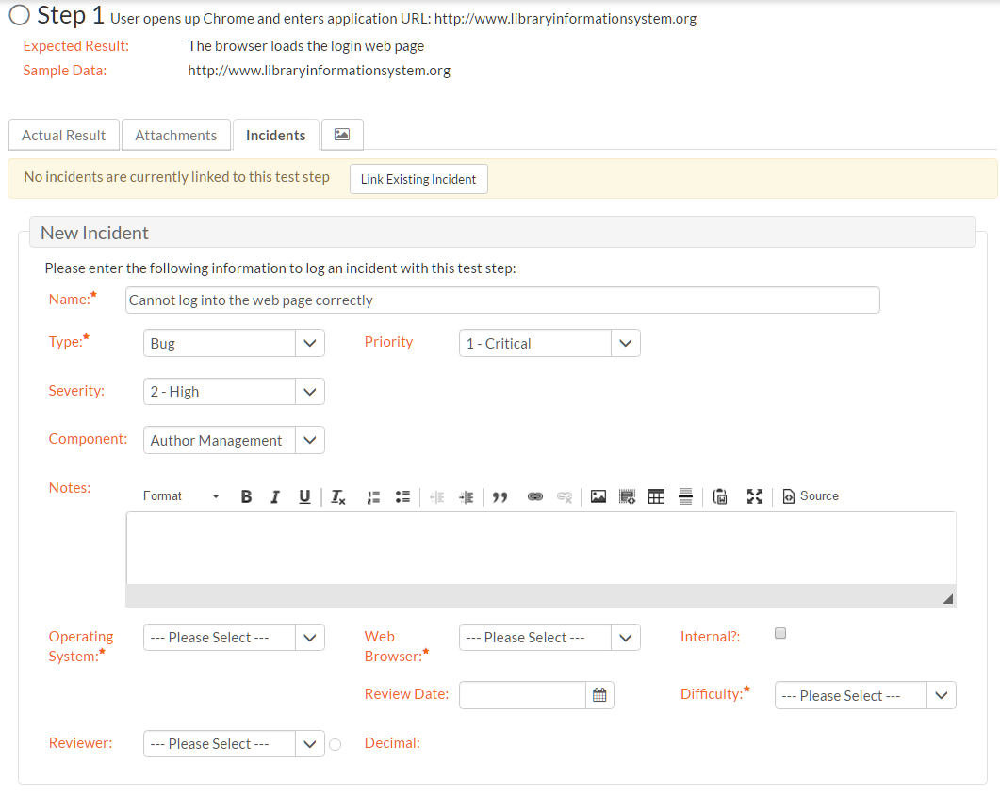 Step 1 User opens up Chrome and enters application URL: http://www.libraryinformationsystem.org
Expected Result: The browser loads the login web page
Sample Data: http://www.libraryinformationsystem.org
Actual Result Attachments Incidents
No incidents are currently linked to this test step Link Existing Incident
New Incident
Please enter the following information to log an incident with this test step:
Name:* Cannot log into the web page correctly
Type:* Bug Priority 1 - Critical
Severity: 2 - High
Component: Author Management
Notes: Format B I U Ix Source
Operating System:* --- Please Select --- Web Browser:* --- Please Select --- Internal?:
Review Date: Difficulty:* --- Please Select ---
Reviewer: --- Please Select --- Decimal: